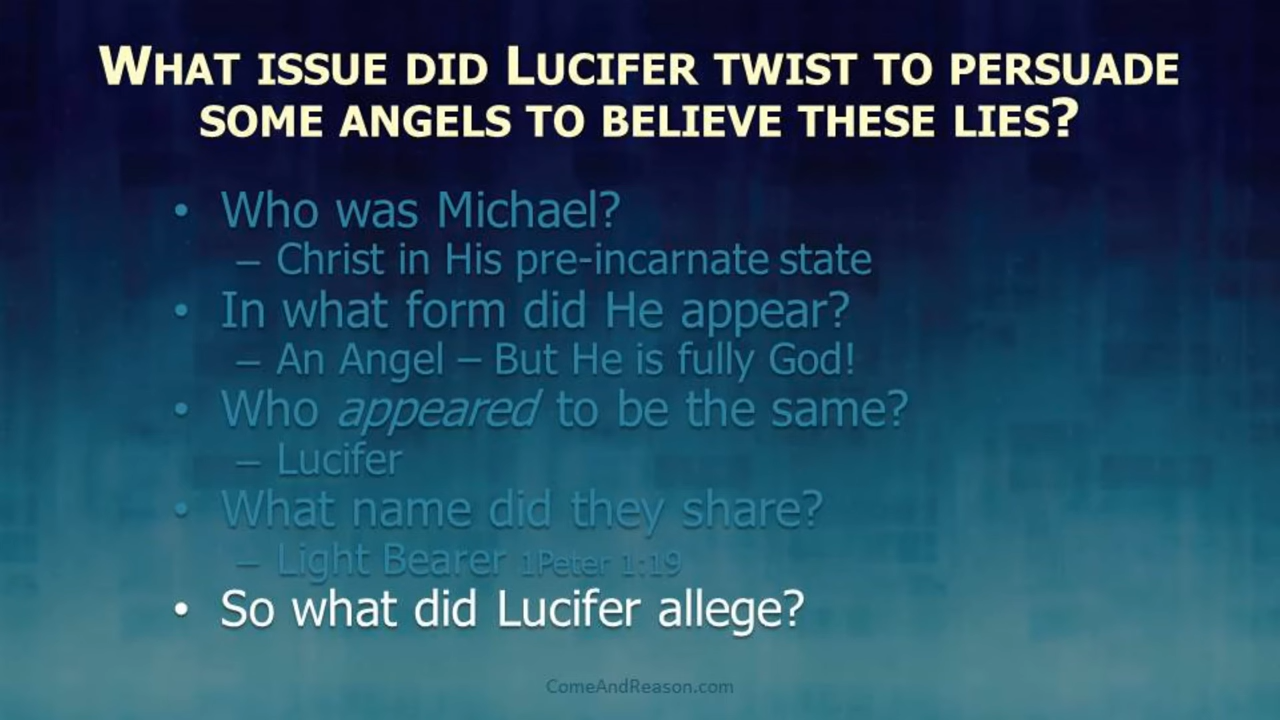 WHAT ISSUE DID LUCIFER TWIST TO PERSUADE
SOME ANGELS TO BELIEVE THESE LIES?
• Who was Michael?
– Christ in His pre-incarnate state
• In what form did He appear?
– An Angel – But He is fully God!
• Who appeared to be the same?
– Lucifer
• What name did they share?
– Light Bearer 1Peter 1:19
• So what did Lucifer allege?
ComeAndReason.com